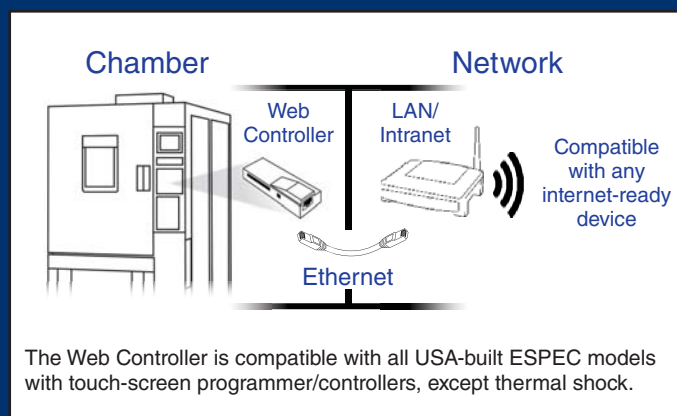 Chamber
Network
Web
Controller
LAN/
Intranet
Compatible
with any
internet-ready
device
Ethernet
The Web Controller is compatible with all USA-built ESPEC models
with touch-screen programmer/controllers, except thermal shock.